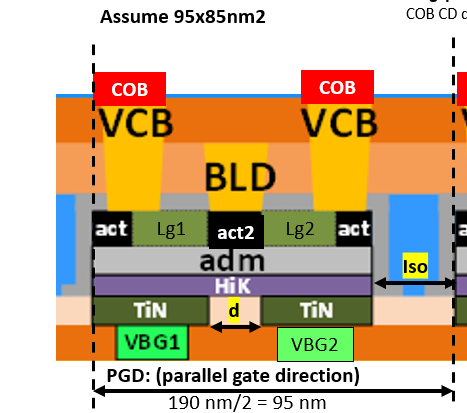 Assume 95x85nm2
COB CD
COB
COB
VCB
VCB
BLD
act
Lg1
act2
Lg2
act
adm
Iso
HiK
TiN
d
TiN
VBG1
VBG2
PGD: (parallel gate direction)
190 nm/2 = 95 nm